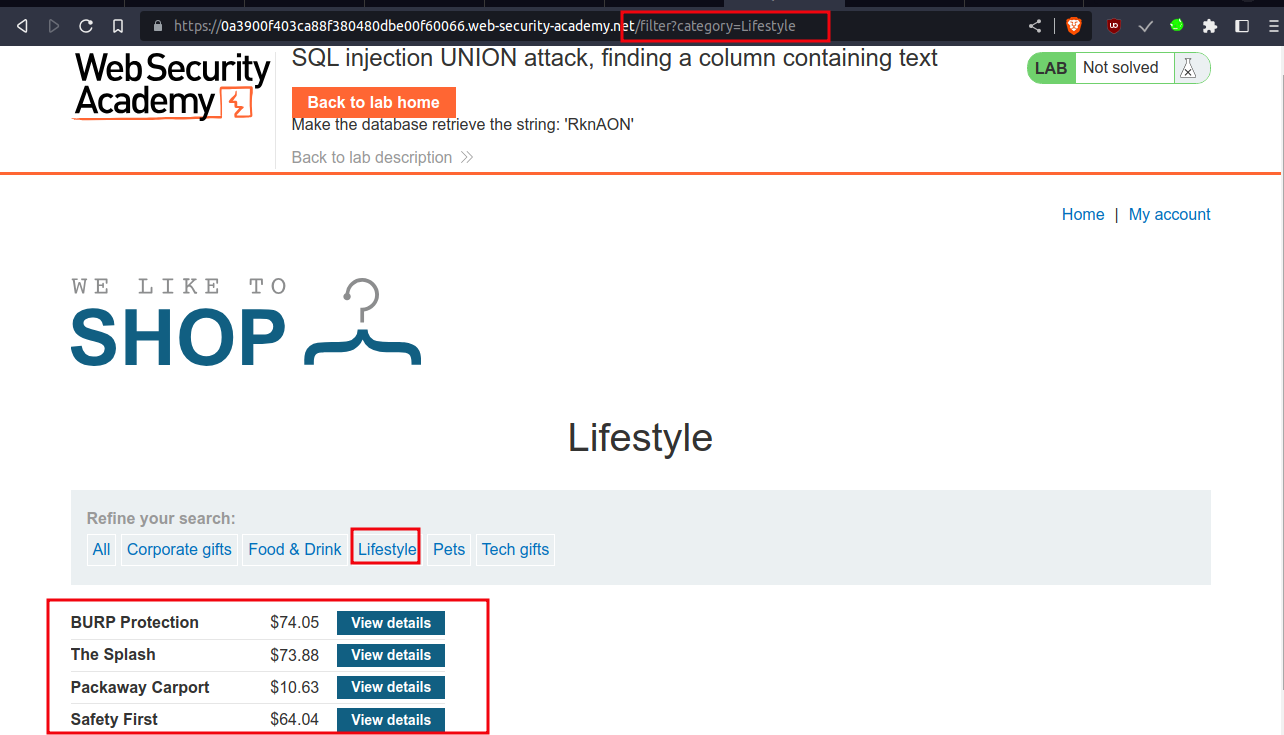 https://0a3900f403ca88f380480dbe00f60066.web-security-academy.net/filter?category=Lifestyle
UD
Web Security
Academy
SQL injection UNION attack, finding a column containing text
LAB Not solved
Back to lab home
Make the database retrieve the string: 'RknAON'
Back to lab description
Home | My account
WE LIKE TO
SHOP
Lifestyle
Refine your search:
All Corporate gifts Food & Drink Lifestyle Pets Tech gifts
BURP Protection $74.05 View details
The Splash $73.88 View details
Packaway Carport $10.63 View details
Safety First $64.04 View details